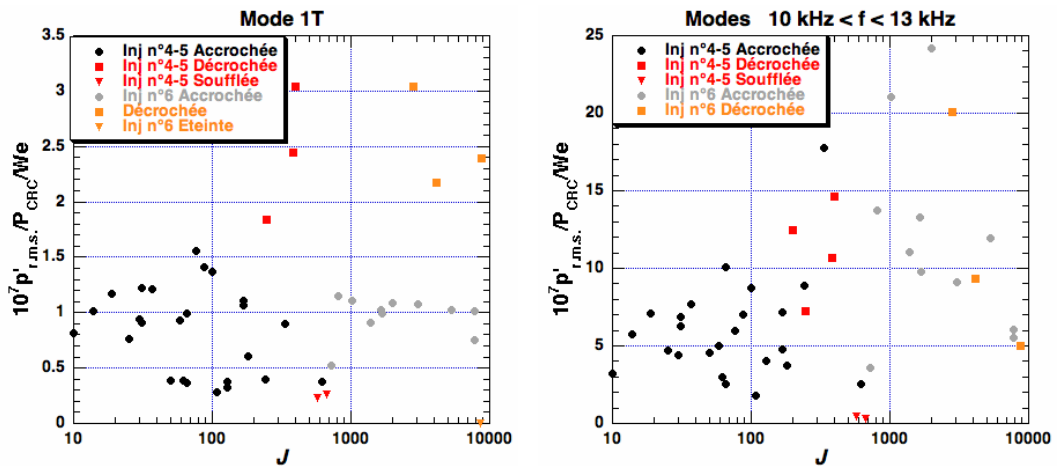 Mode 1T
3.5
3
2.5
2
1.5
1
0.5
0
10⁷p'r.m.s./PCRC/We
Inj n°4-5 Accrochée
Inj n°4-5 Décrochée
Inj n°4-5 Soufflée
Inj n°6 Accrochée
Décrochée
Inj n°6 Eteinte
10 100 1000 10000
J
Modes 10 kHz < f < 13 kHz
25
20
15
10
5
0
10⁷p'r.m.s./PCRC/We
Inj n°4-5 Accrochée
Inj n°4-5 Décrochée
Inj n°4-5 Soufflée
Inj n°6 Accrochée
Inj n°6 Décrochée
10 100 1000 10000
J